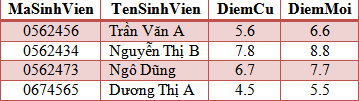 MaSinhVien TenSinhVien DiemCu DiemMoi
0562456 Trần Văn A 5.6 6.6
0562434 Nguyễn Thị B 7.8 8.8
0562473 Ngô Dũng 6.7 7.7
0674565 Dương Thị A 4.5 5.5